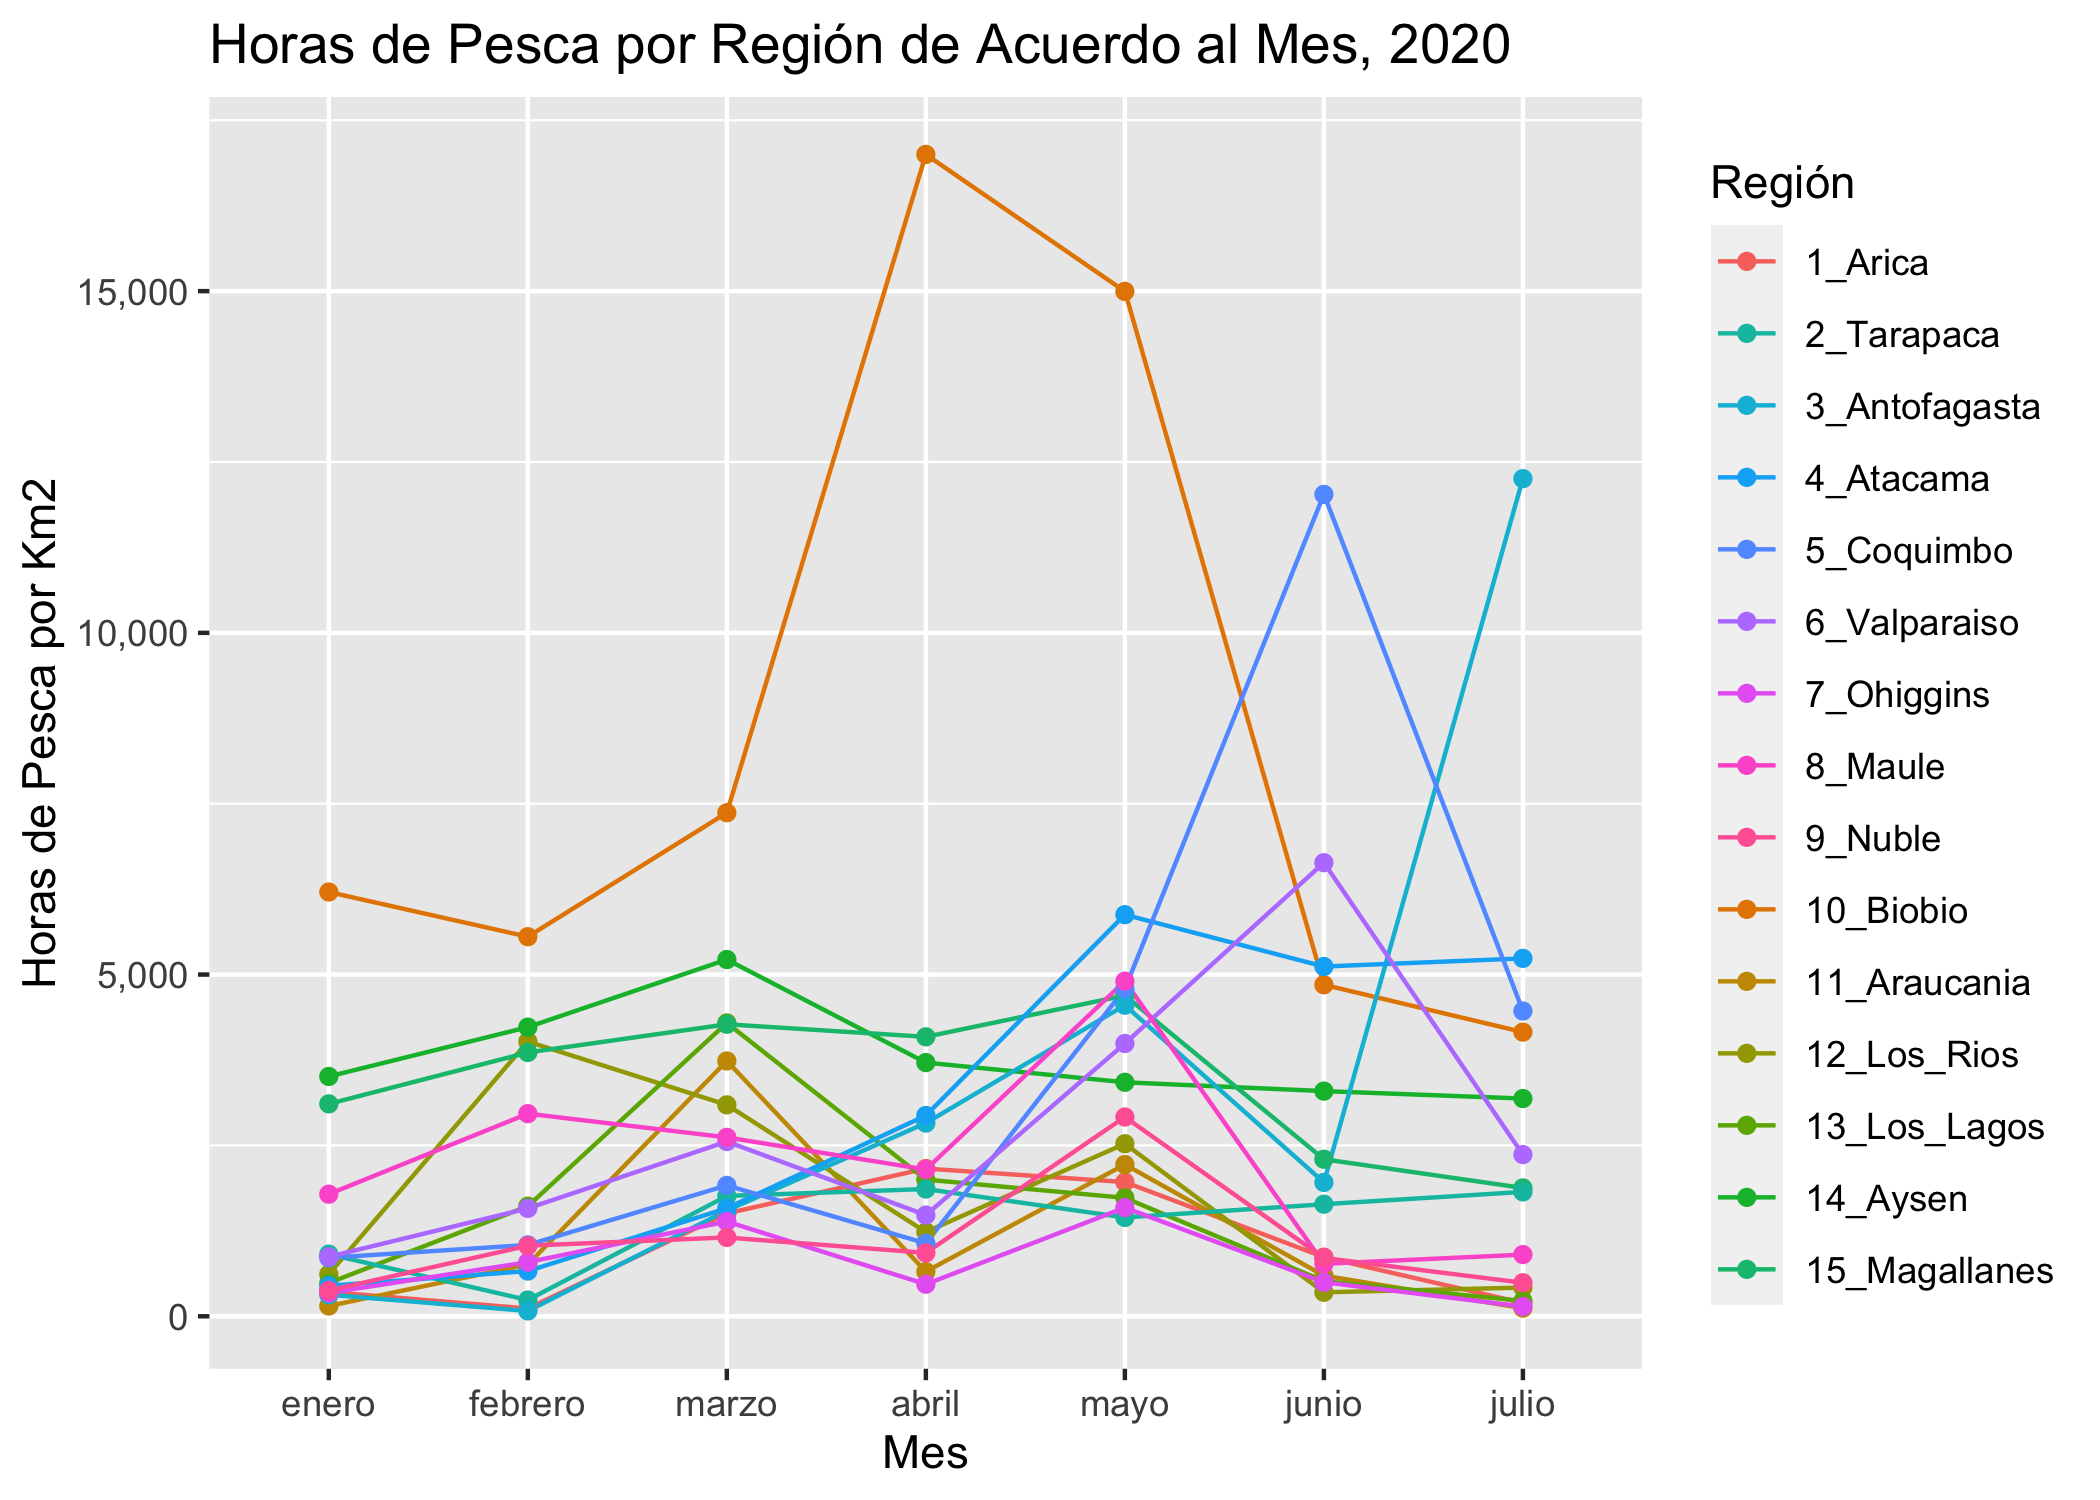 Horas de Pesca por Región de Acuerdo al Mes, 2020
Horas de Pesca por Km2
15,000
10,000
5,000
0
enero
febrero
marzo
abril
mayo
junio
julio
Mes
Región
1_Arica
2_Tarapaca
3_Antofagasta
4_Atacama
5_Coquimbo
6_Valparaiso
7_Ohiggins
8_Maule
9_Nuble
10_Biobio
11_Araucania
12_Los_Rios
13_Los_Lagos
14_Aysen
15_Magallanes